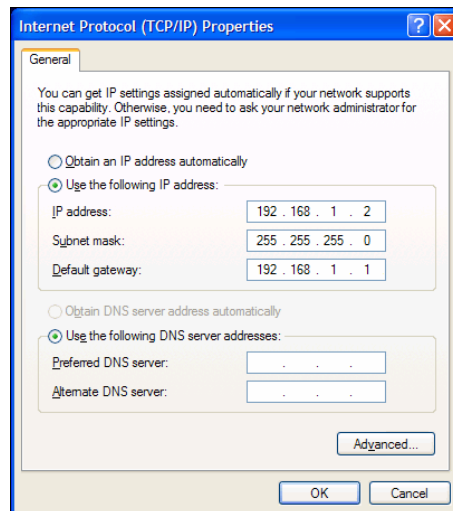 Internet Protocol (TCP/IP) Properties
General
You can get IP settings assigned automatically if your network supports
this capability. Otherwise, you need to ask your network administrator for
the appropriate IP settings.
Obtain an IP address automatically
Use the following IP address:
IP address: 192 . 168 . 1 . 2
Subnet mask: 255 . 255 . 255 . 0
Default gateway: 192 . 168 . 1 . 1
Obtain DNS server address automatically
Use the following DNS server addresses:
Preferred DNS server: . . .
Alternate DNS server: . . .
Advanced...
OK Cancel